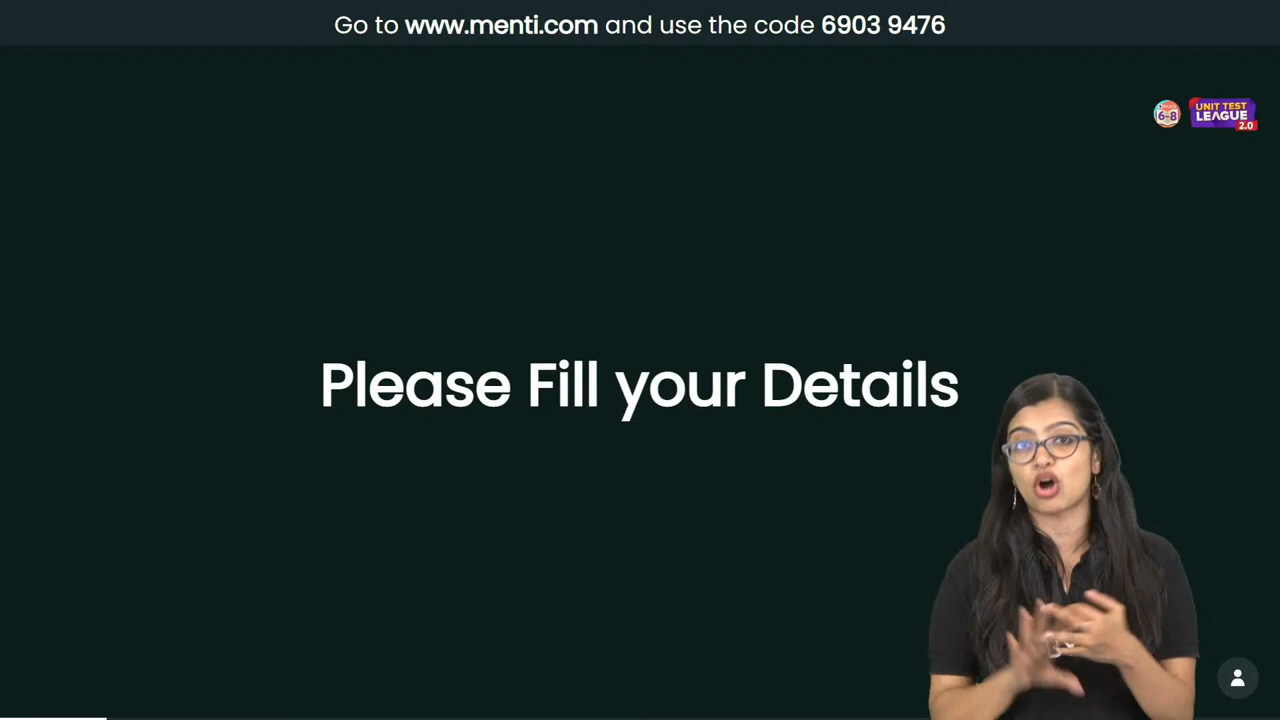 Go to www.menti.com and use the code 6903 9476
6-8
UNIT TEST
LEAGUE
2.0
Please Fill your Details